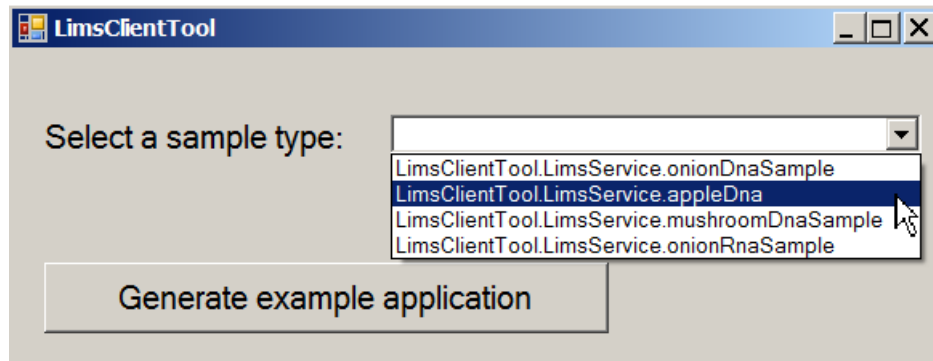 LimsClientTool
Select a sample type:
LimsClientTool.LimsService.onionDnaSample
LimsClientTool.LimsService.appleDna
LimsClientTool.LimsService.mushroomDnaSample
LimsClientTool.LimsService.onionRnaSample
Generate example application